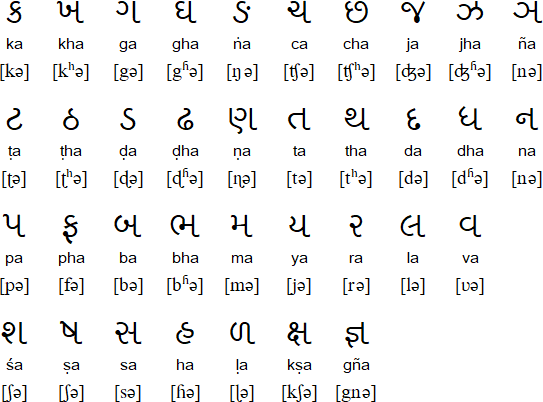 ક ખ ગ ઘ ઙ ચ છ જ ઝ ઞ
ka kha ga gha ṅa ca cha ja jha ña
[kə] [kʰə] [gə] [gʱə] [ŋə] [ʧə] [ʧʰə] [ʤə] [ʤʱə] [nə]
ટ ઠ ડ ઢ ણ ત થ દ ધ ન
ṭa ṭha ḍa ḍha ṇa ta tha da dha na
[ʈə] [ʈʰə] [ɖə] [ɖʱə] [ɳə] [tə] [tʰə] [də] [dʱə] [nə]
પ ફ બ ભ મ ય ર લ વ
pa pha ba bha ma ya ra la va
[pə] [fə] [bə] [bʱə] [mə] [jə] [rə] [lə] [ʋə]
શ ષ સ હ ળ ક્ષ જ્ઞ
śa ṣa sa ha ḷa kṣa gña
[ʃə] [ʃə] [sə] [ɦə] [ɭə] [kʃə] [gnə]